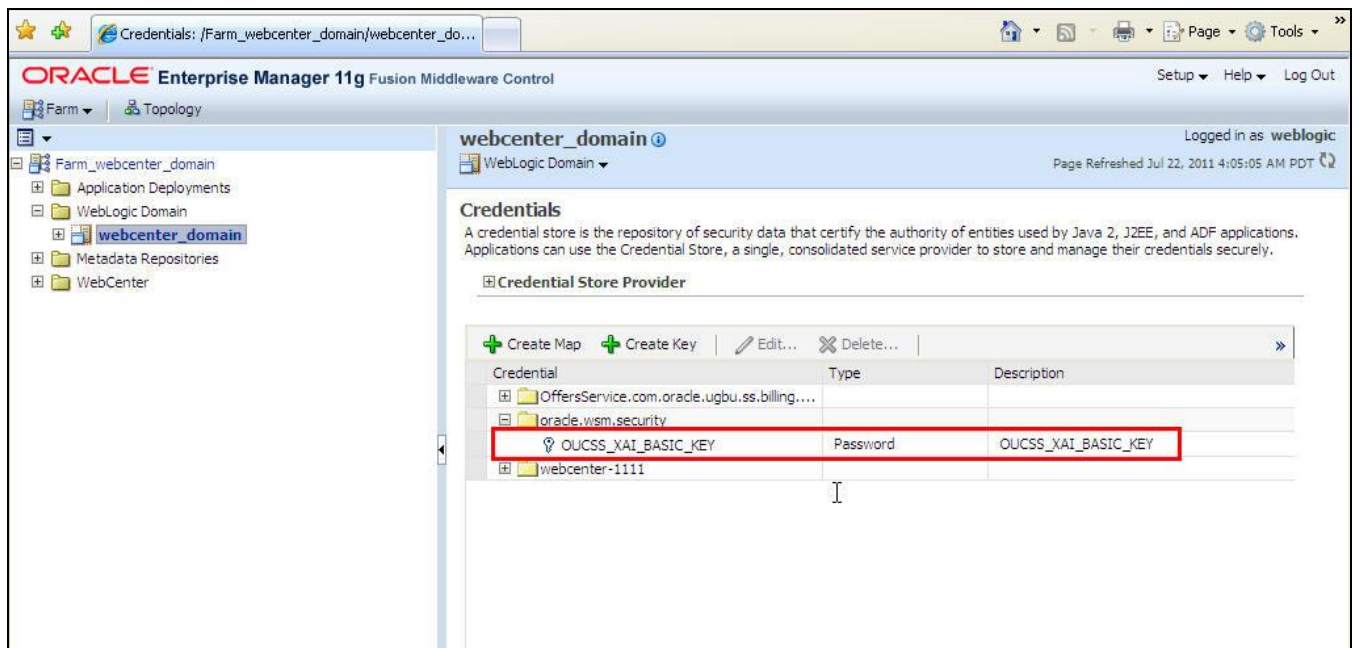 Credentials: /Farm_webcenter_domain/webcenter_do...
Page
Tools
»
ORACLE Enterprise Manager 11g Fusion Middleware Control
Setup Help Log Out
Farm Topology
webcenter_domain
Logged in as weblogic
WebLogic Domain
Page Refreshed Jul 22, 2011 4:05:05 AM PDT
Farm_webcenter_domain
Application Deployments
WebLogic Domain
webcenter_domain
Metadata Repositories
WebCenter
Credentials
A credential store is the repository of security data that certify the authority of entities used by Java 2, J2EE, and ADF applications.
Applications can use the Credential Store, a single, consolidated service provider to store and manage their credentials securely.
Credential Store Provider
Create Map Create Key Edit... Delete... »
Credential Type Description
OffersService.com.oracle.ugbu.ss.billing....
oracle.wsm.security
OUCSS_XAI_BASIC_KEY Password OUCSS_XAI_BASIC_KEY
webcenter-1111